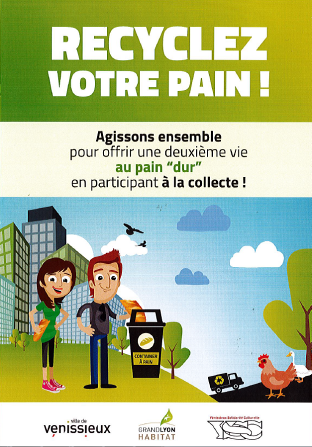 RECYCLEZ
VOTRE PAIN !
Agissons ensemble
pour offrir une deuxième vie
au pain “dur”
en participant à la collecte !
CONTAINER
À PAIN
ville de
vénissieux
GRANDLYON
HABITAT